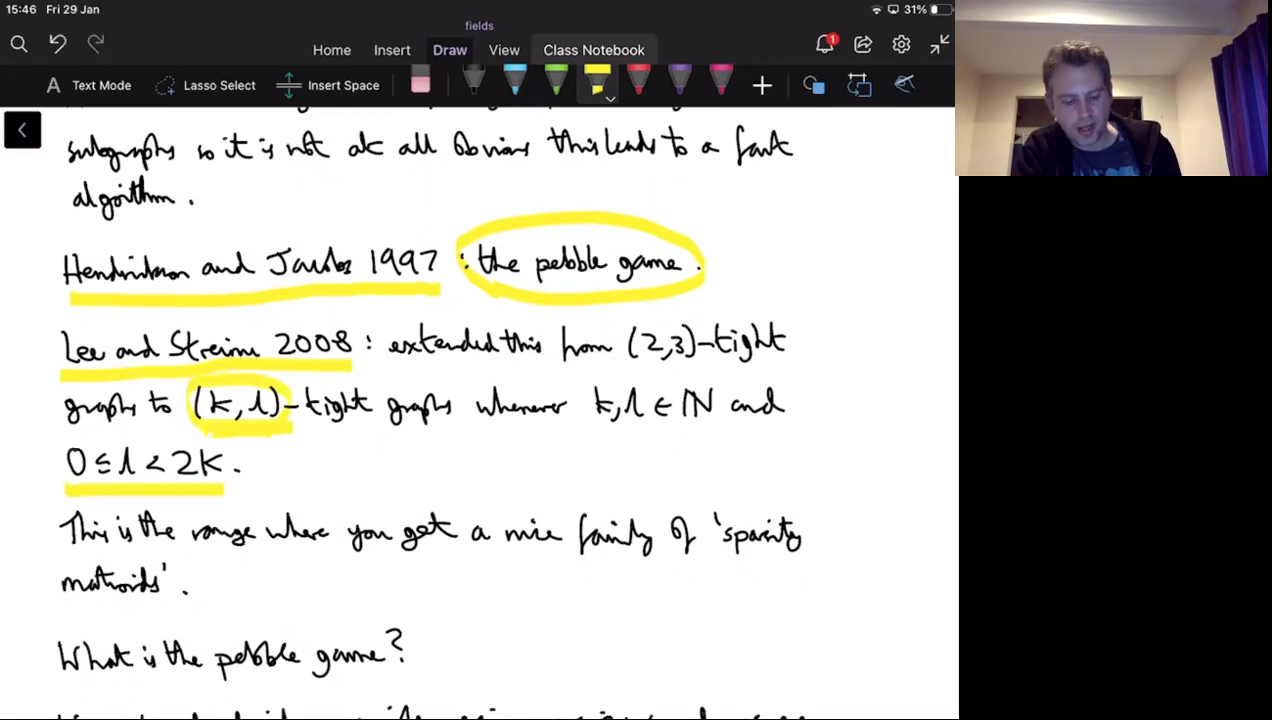 15:46 Fri 29 Jan
31%
fields
1
Home Insert Draw View Class Notebook
A Text Mode Lasso Select Insert Space
subgraphs so it is not at all obvious this leads to a fast
algorithm.
Hendrickson and Jacobs 1997 : the pebble game.
Lee and Streinu 2008 : extended this from (2,3)-tight
graphs to (k,l)-tight graphs whenever k,l ∈ ℕ and
0 ≤ l < 2k.
This is the range where you get a nice family of 'sparsity
matroids'.
What is the pebble game?